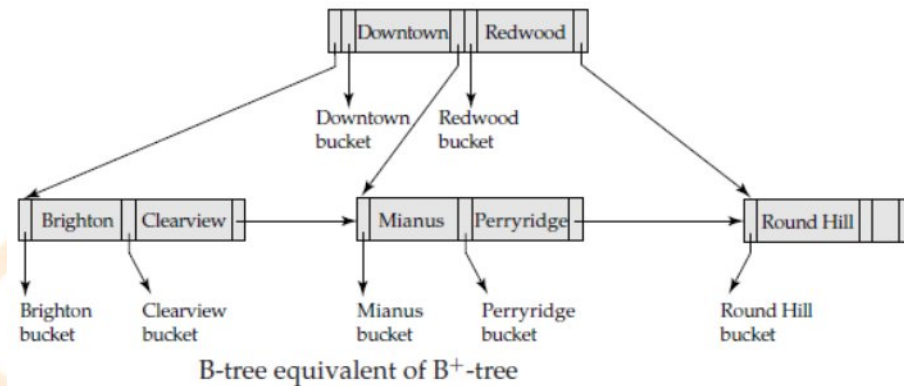 Downtown Redwood
Downtown Redwood
bucket bucket
Brighton Clearview Mianus Perryridge Round Hill
Brighton Clearview Mianus Perryridge Round Hill
bucket bucket bucket bucket bucket
B-tree equivalent of B+-tree